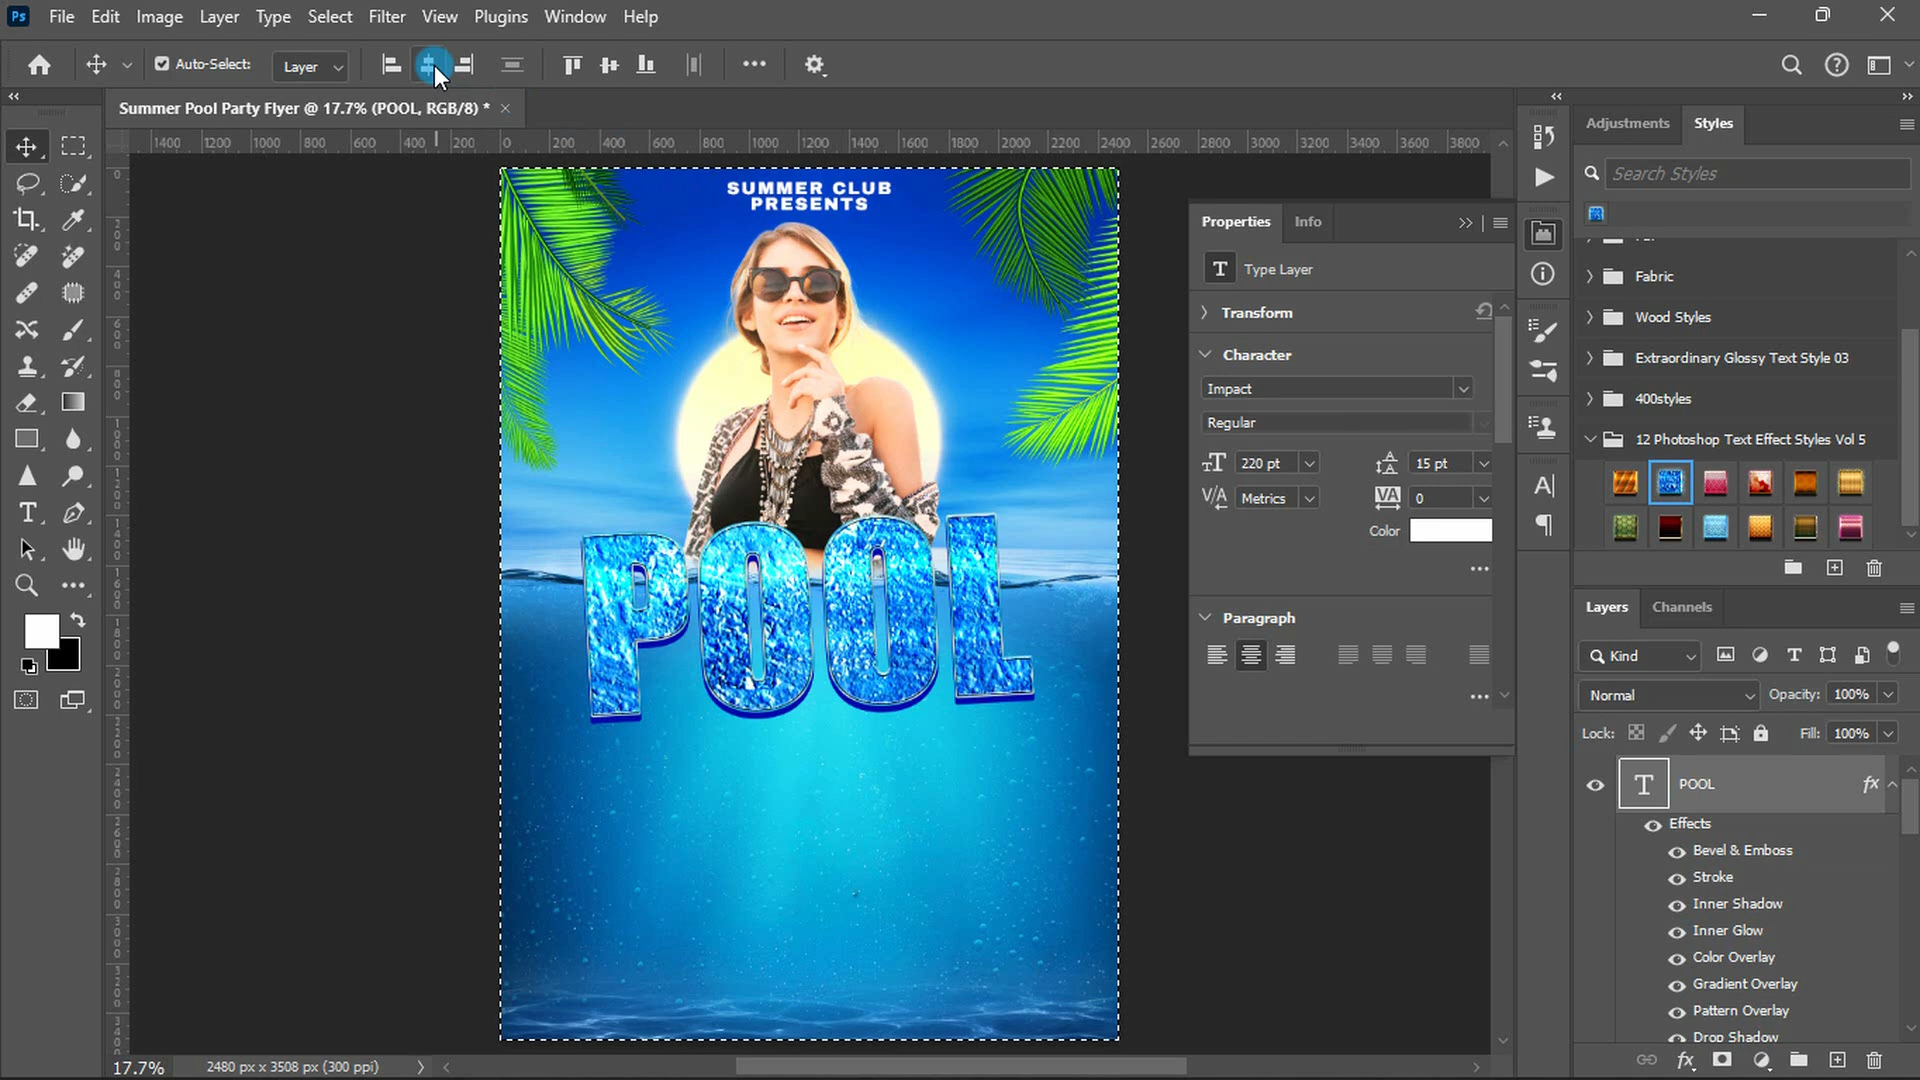 Ps File Edit Image Layer Type Select Filter View Plugins Window Help
Auto-Select: Layer
Summer Pool Party Flyer @ 17.7% (POOL, RGB/8) *
1400 1200 1000 800 600 400 200 0 200 400 600 800 1000 1200 1400 1600 1800 2000 2200 2400 2600 2800 3000 3200 3400 3600 3800
SUMMER CLUB
PRESENTS
POOL
Properties Info
T Type Layer
Transform
Character
Impact
Regular
220 pt 15 pt
Metrics 0
Color
Paragraph
Adjustments Styles
Search Styles
Fabric
Wood Styles
Extraordinary Glossy Text Style 03
400styles
12 Photoshop Text Effect Styles Vol 5
Layers Channels
Kind
Normal Opacity: 100%
Lock: Fill: 100%
T POOL fx
Effects
Bevel & Emboss
Stroke
Inner Shadow
Inner Glow
Color Overlay
Gradient Overlay
Pattern Overlay
Drop Shadow
17.7% 2480 px x 3508 px (300 ppi)